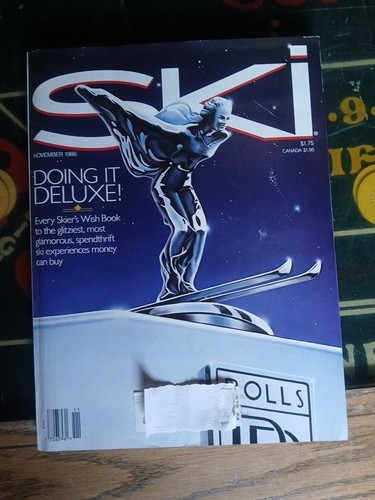 SKi
NOVEMBER 1986
$1.75
CANADA $1.95
DOING IT
DELUXE!
Every Skier's Wish Book
to the glitziest, most
glamorous, spendthrift
ski experiences money
can buy
ROLLS